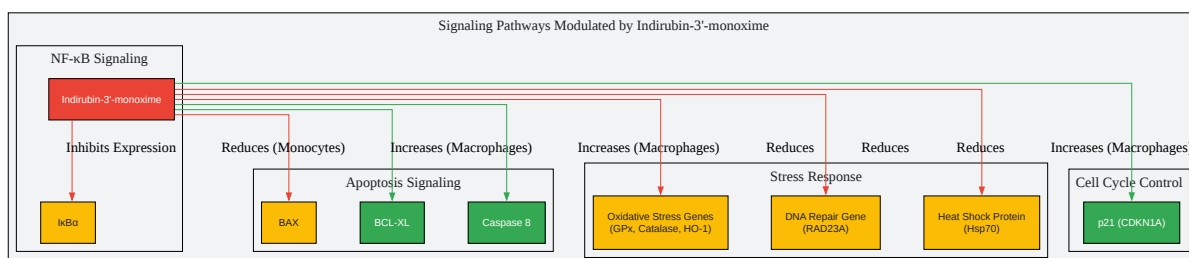 Signaling Pathways Modulated by Indirubin-3'-monoxime
NF-κB Signaling
Indirubin-3'-monoxime
Inhibits Expression
Reduces (Monocytes)
Increases (Macrophages)
Increases (Macrophages)
Reduces
Reduces
Reduces
Increases (Macrophages)
Apoptosis Signaling
Stress Response
Cell Cycle Control
IκBα
BAX
BCL-XL
Caspase 8
Oxidative Stress Genes
(GPx, Catalase, HO-1)
DNA Repair Gene
(RAD23A)
Heat Shock Protein
(Hsp70)
p21 (CDKN1A)